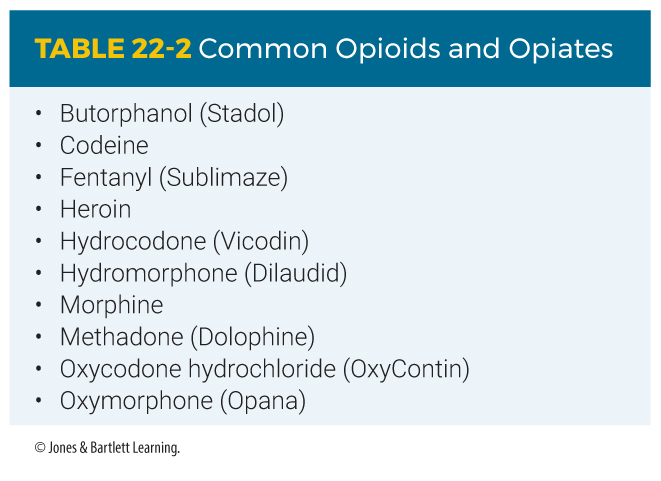 TABLE 22-2 Common Opioids and Opiates
• Butorphanol (Stadol)
• Codeine
• Fentanyl (Sublimaze)
• Heroin
• Hydrocodone (Vicodin)
• Hydromorphone (Dilaudid)
• Morphine
• Methadone (Dolophine)
• Oxycodone hydrochloride (OxyContin)
• Oxymorphone (Opana)
© Jones & Bartlett Learning.